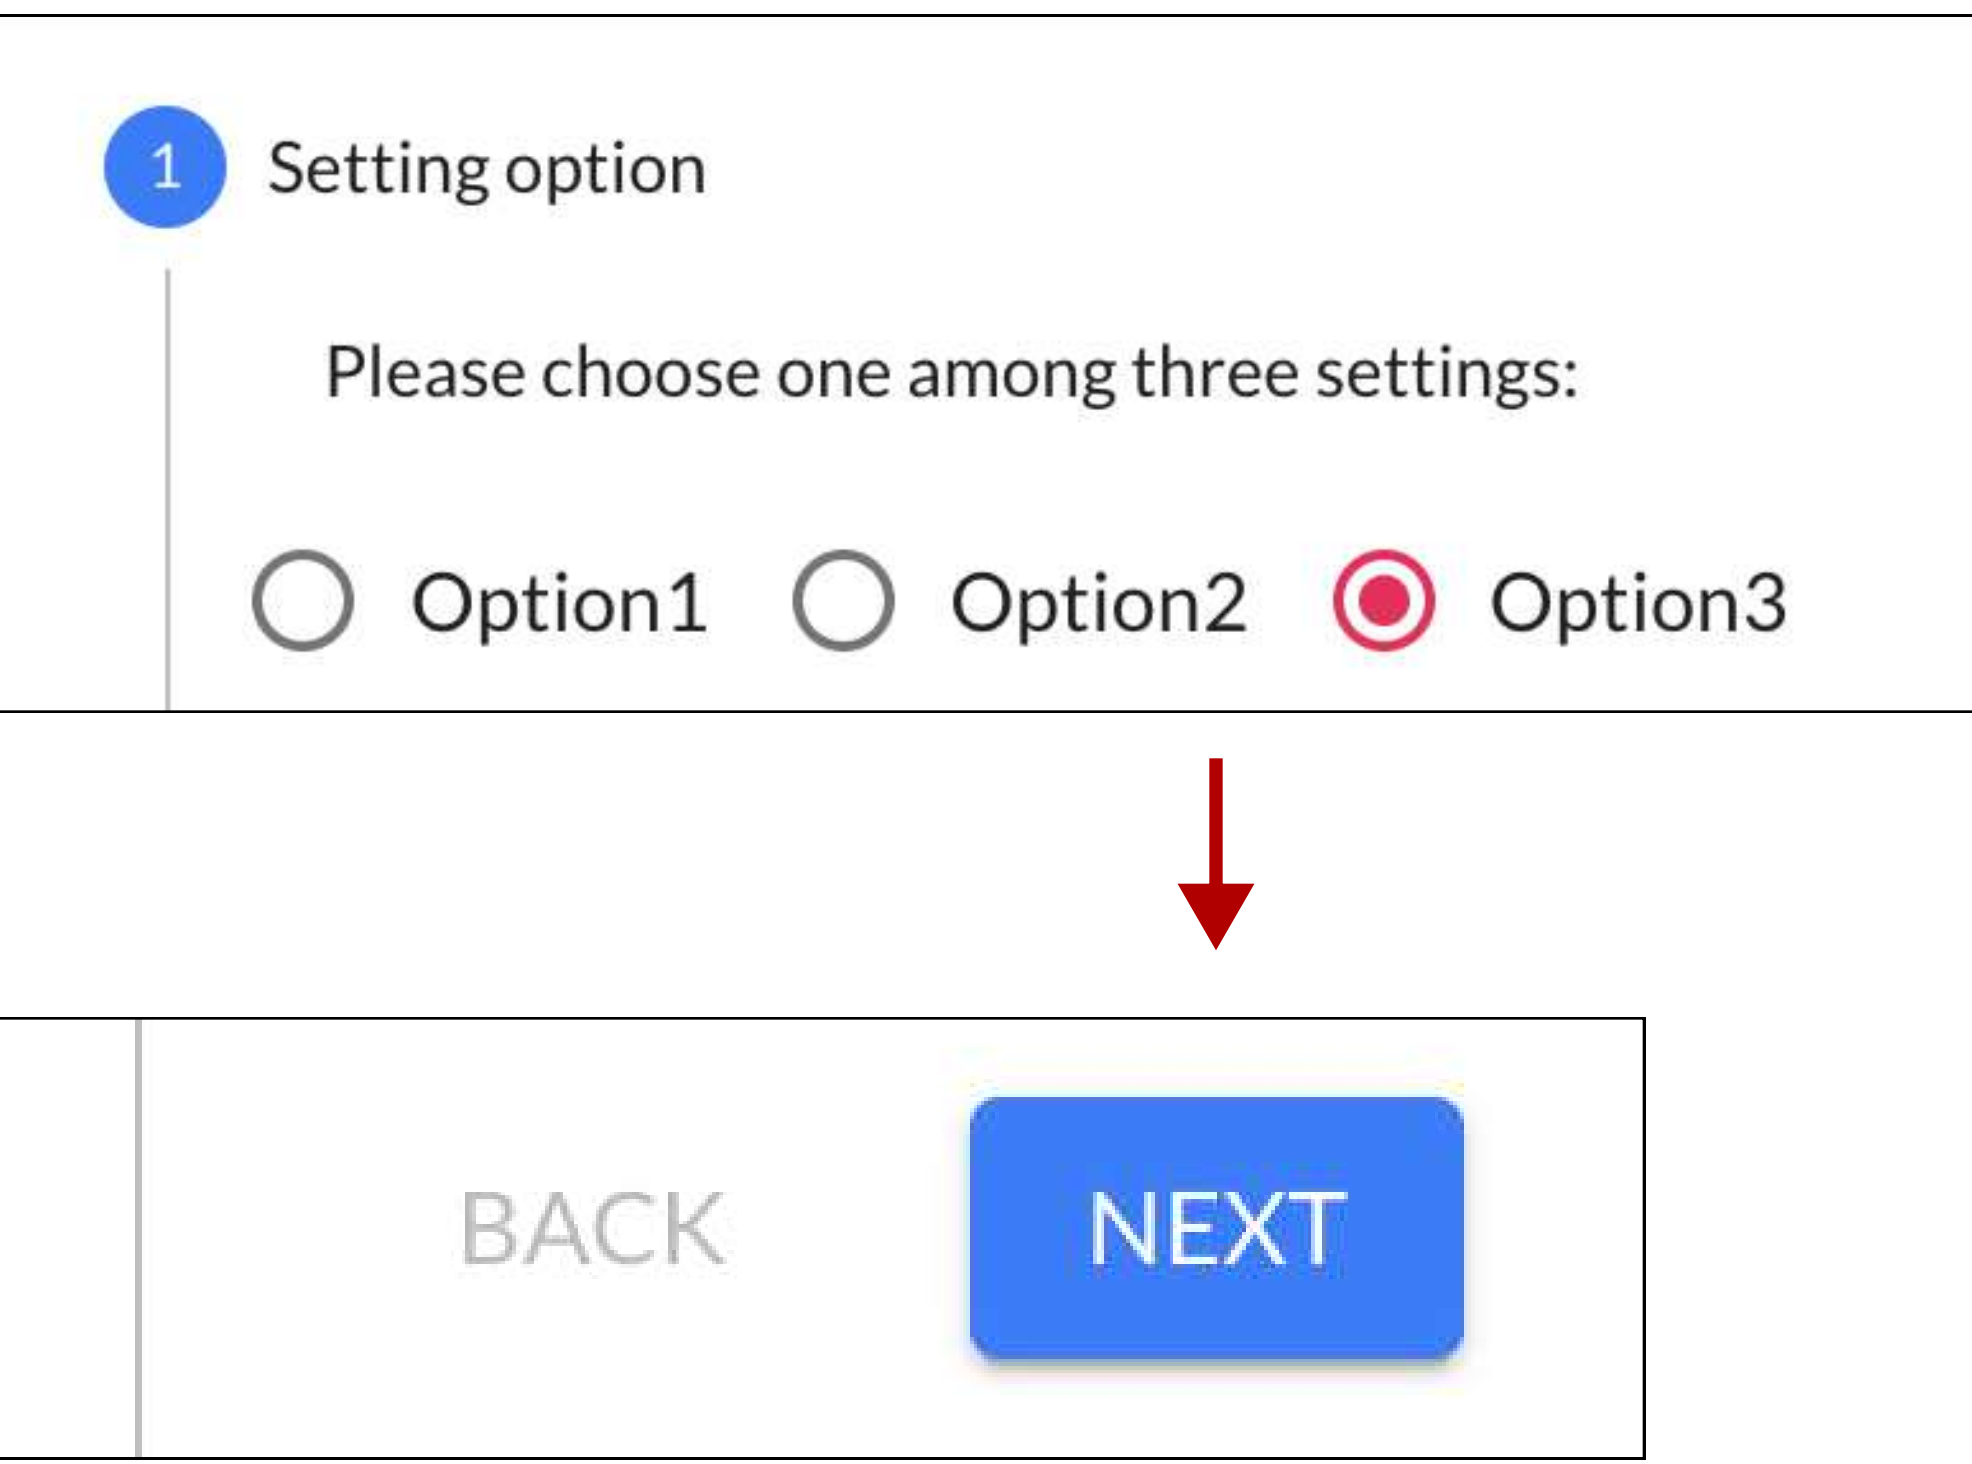 1 Setting option
Please choose one among three settings:
Option1 Option2 Option3
BACK NEXT